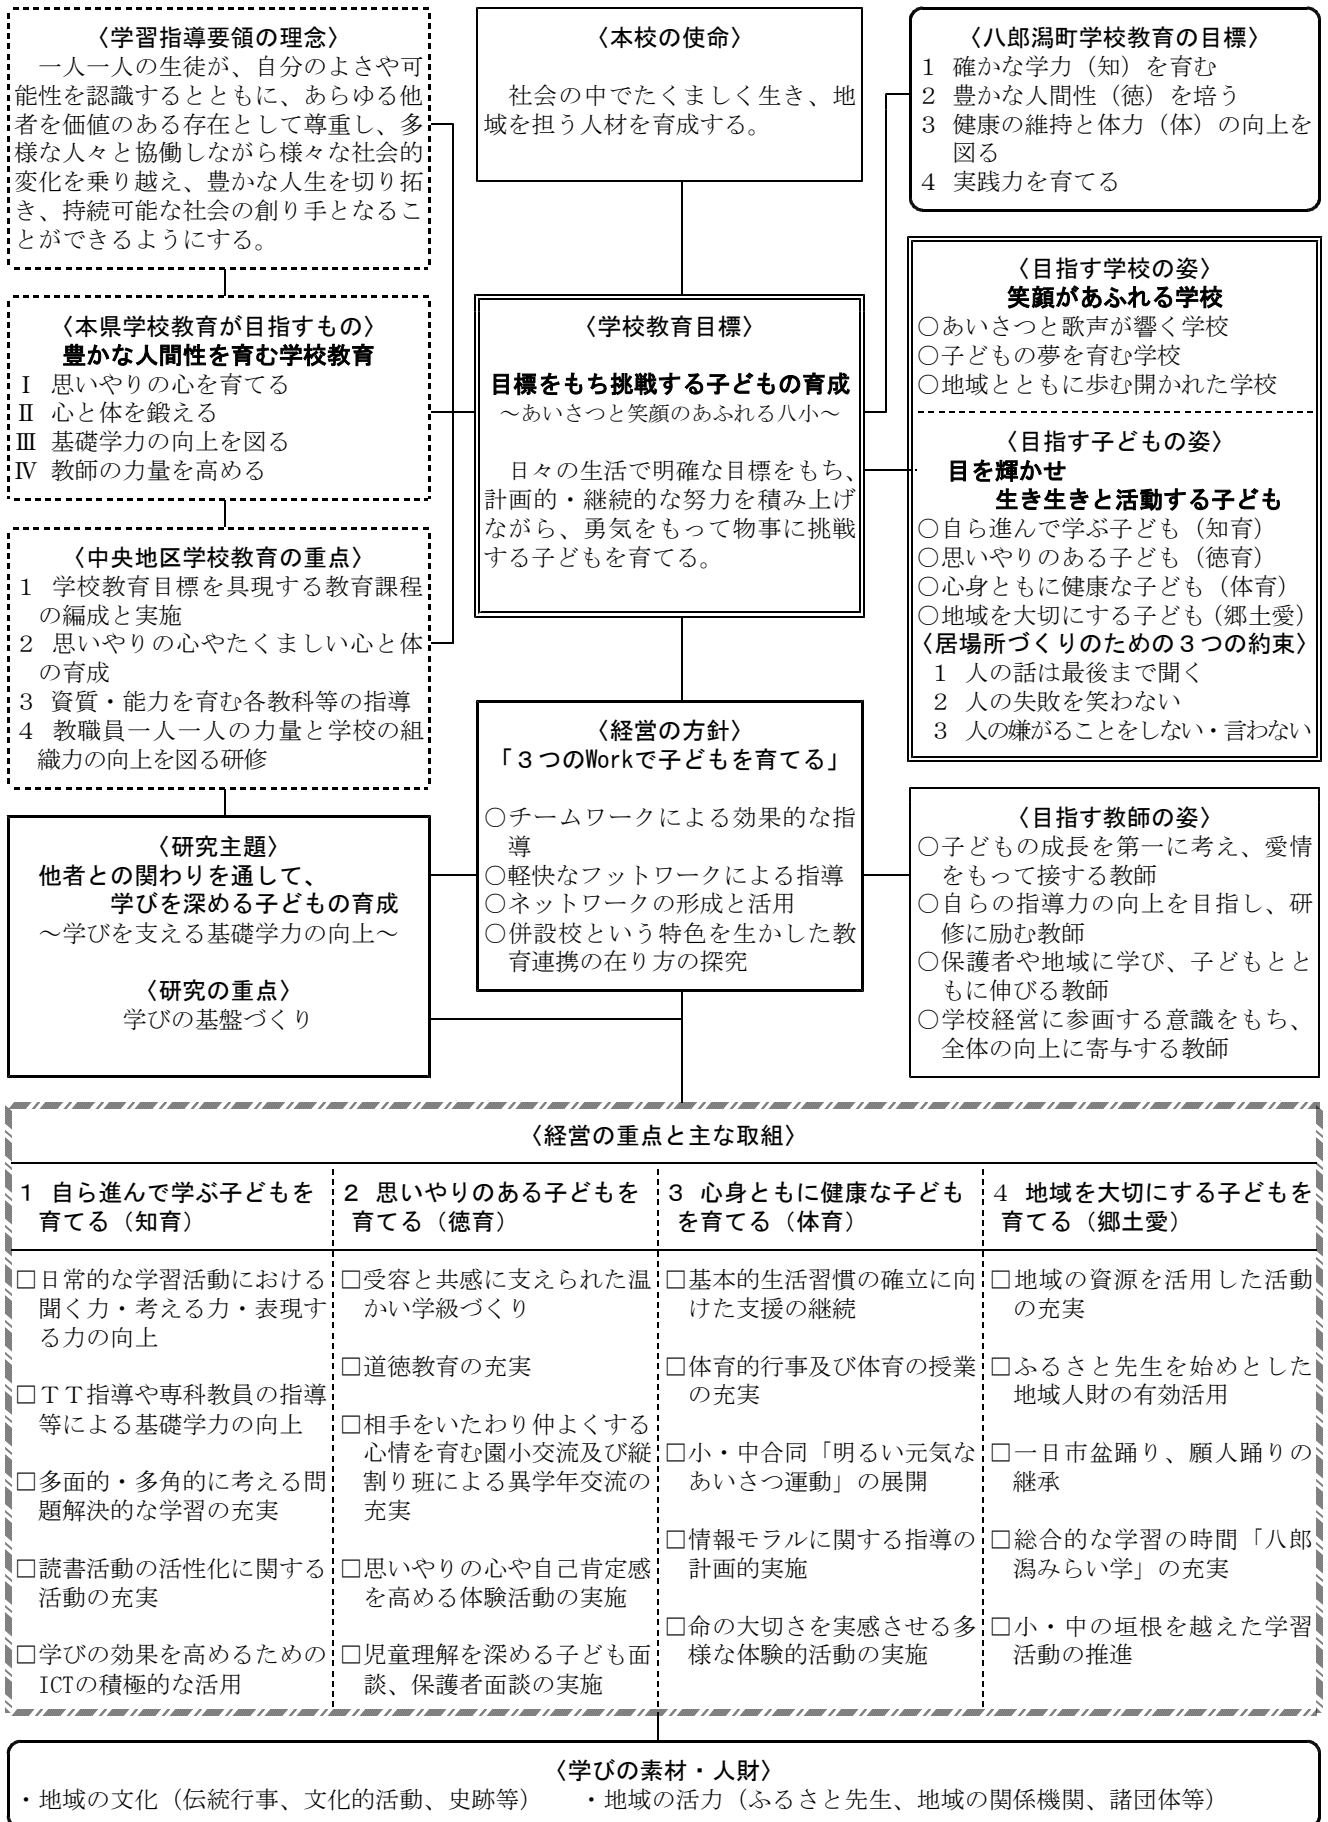 〈学習指導要領の理念〉
一人一人の生徒が、自分のよさや可
能性を認識するとともに、あらゆる他
者を価値のある存在として尊重し、多
様な人々と協働しながら様々な社会的
変化を乗り越え、豊かな人生を切り拓
き、持続可能な社会の創り手となるこ
とができるようにする。
〈本県学校教育が目指すもの〉
豊かな人間性を育む学校教育
Ⅰ 思いやりの心を育てる
Ⅱ 心と体を鍛える
Ⅲ 基礎学力の向上を図る
Ⅳ 教師の力量を高める
〈中央地区学校教育の重点〉
1 学校教育目標を具現する教育課程
の編成と実施
2 思いやりの心やたくましい心と体
の育成
3 資質・能力を育む各教科等の指導
4 教職員一人一人の力量と学校の組
織力の向上を図る研修
〈研究主題〉
他者との関わりを通して、
学びを深める子どもの育成
～学びを支える基礎学力の向上～
〈研究の重点〉
学びの基盤づくり
〈本校の使命〉
社会の中でたくましく生き、地
域を担う人材を育成する。
〈学校教育目標〉
目標をもち挑戦する子どもの育成
～あいさつと笑顔のあふれる八小～
日々の生活で明確な目標をもち、
計画的・継続的な努力を積み上げ
ながら、勇気をもって物事に挑戦
する子どもを育てる。
〈経営の方針〉
「３つのWorkで子どもを育てる」
○チームワークによる効果的な指
導
○軽快なフットワークによる指導
○ネットワークの形成と活用
○併設校という特色を生かした教
育連携の在り方の探究
〈八郎潟町学校教育の目標〉
1 確かな学力（知）を育む
2 豊かな人間性（徳）を培う
3 健康の維持と体力（体）の向上を
図る
4 実践力を育てる
〈目指す学校の姿〉
笑顔があふれる学校
○あいさつと歌声が響く学校
○子どもの夢を育む学校
○地域とともに歩む開かれた学校
〈目指す子どもの姿〉
目を輝かせ
生き生きと活動する子ども
○自ら進んで学ぶ子ども（知育）
○思いやりのある子ども（徳育）
○心身ともに健康な子ども（体育）
○地域を大切にする子ども（郷土愛）
〈居場所づくりのための３つの約束〉
1 人の話は最後まで聞く
2 人の失敗を笑わない
3 人の嫌がることをしない・言わない
〈目指す教師の姿〉
○子どもの成長を第一に考え、愛情
をもって接する教師
○自らの指導力の向上を目指し、研
修に励む教師
○保護者や地域に学び、子どもとと
もに伸びる教師
○学校経営に参画する意識をもち、
全体の向上に寄与する教師
〈経営の重点と主な取組〉
1 自ら進んで学ぶ子どもを
育てる（知育）
□日常的な学習活動における
聞く力・考える力・表現す
る力の向上
□ＴＴ指導や専科教員の指導
等による基礎学力の向上
□多面的・多角的に考える問
題解決的な学習の充実
□読書活動の活性化に関する
活動の充実
□学びの効果を高めるための
ICTの積極的な活用
2 思いやりのある子どもを
育てる（徳育）
□受容と共感に支えられた温
かい学級づくり
□道徳教育の充実
□相手をいたわり仲よくする
心情を育む園小交流及び縦
割り班による異学年交流の
充実
□思いやりの心や自己肯定感
を高める体験活動の実施
□児童理解を深める子ども面
談、保護者面談の実施
3 心身ともに健康な子ども
を育てる（体育）
□基本的生活習慣の確立に向
けた支援の継続
□体育的行事及び体育の授業
の充実
□小・中合同「明るい元気な
あいさつ運動」の展開
□情報モラルに関する指導の
計画的実施
□命の大切さを実感させる多
様な体験的活動の実施
4 地域を大切にする子どもを
育てる（郷土愛）
□地域の資源を活用した活動
の充実
□ふるさと先生を始めとした
地域人財の有効活用
□一日市盆踊り、願人踊りの
継承
□総合的な学習の時間「八郎
潟みらい学」の充実
□小・中の垣根を越えた学習
活動の推進
〈学びの素材・人財〉
・地域の文化（伝統行事、文化的活動、史跡等） ・地域の活力（ふるさと先生、地域の関係機関、諸団体等）